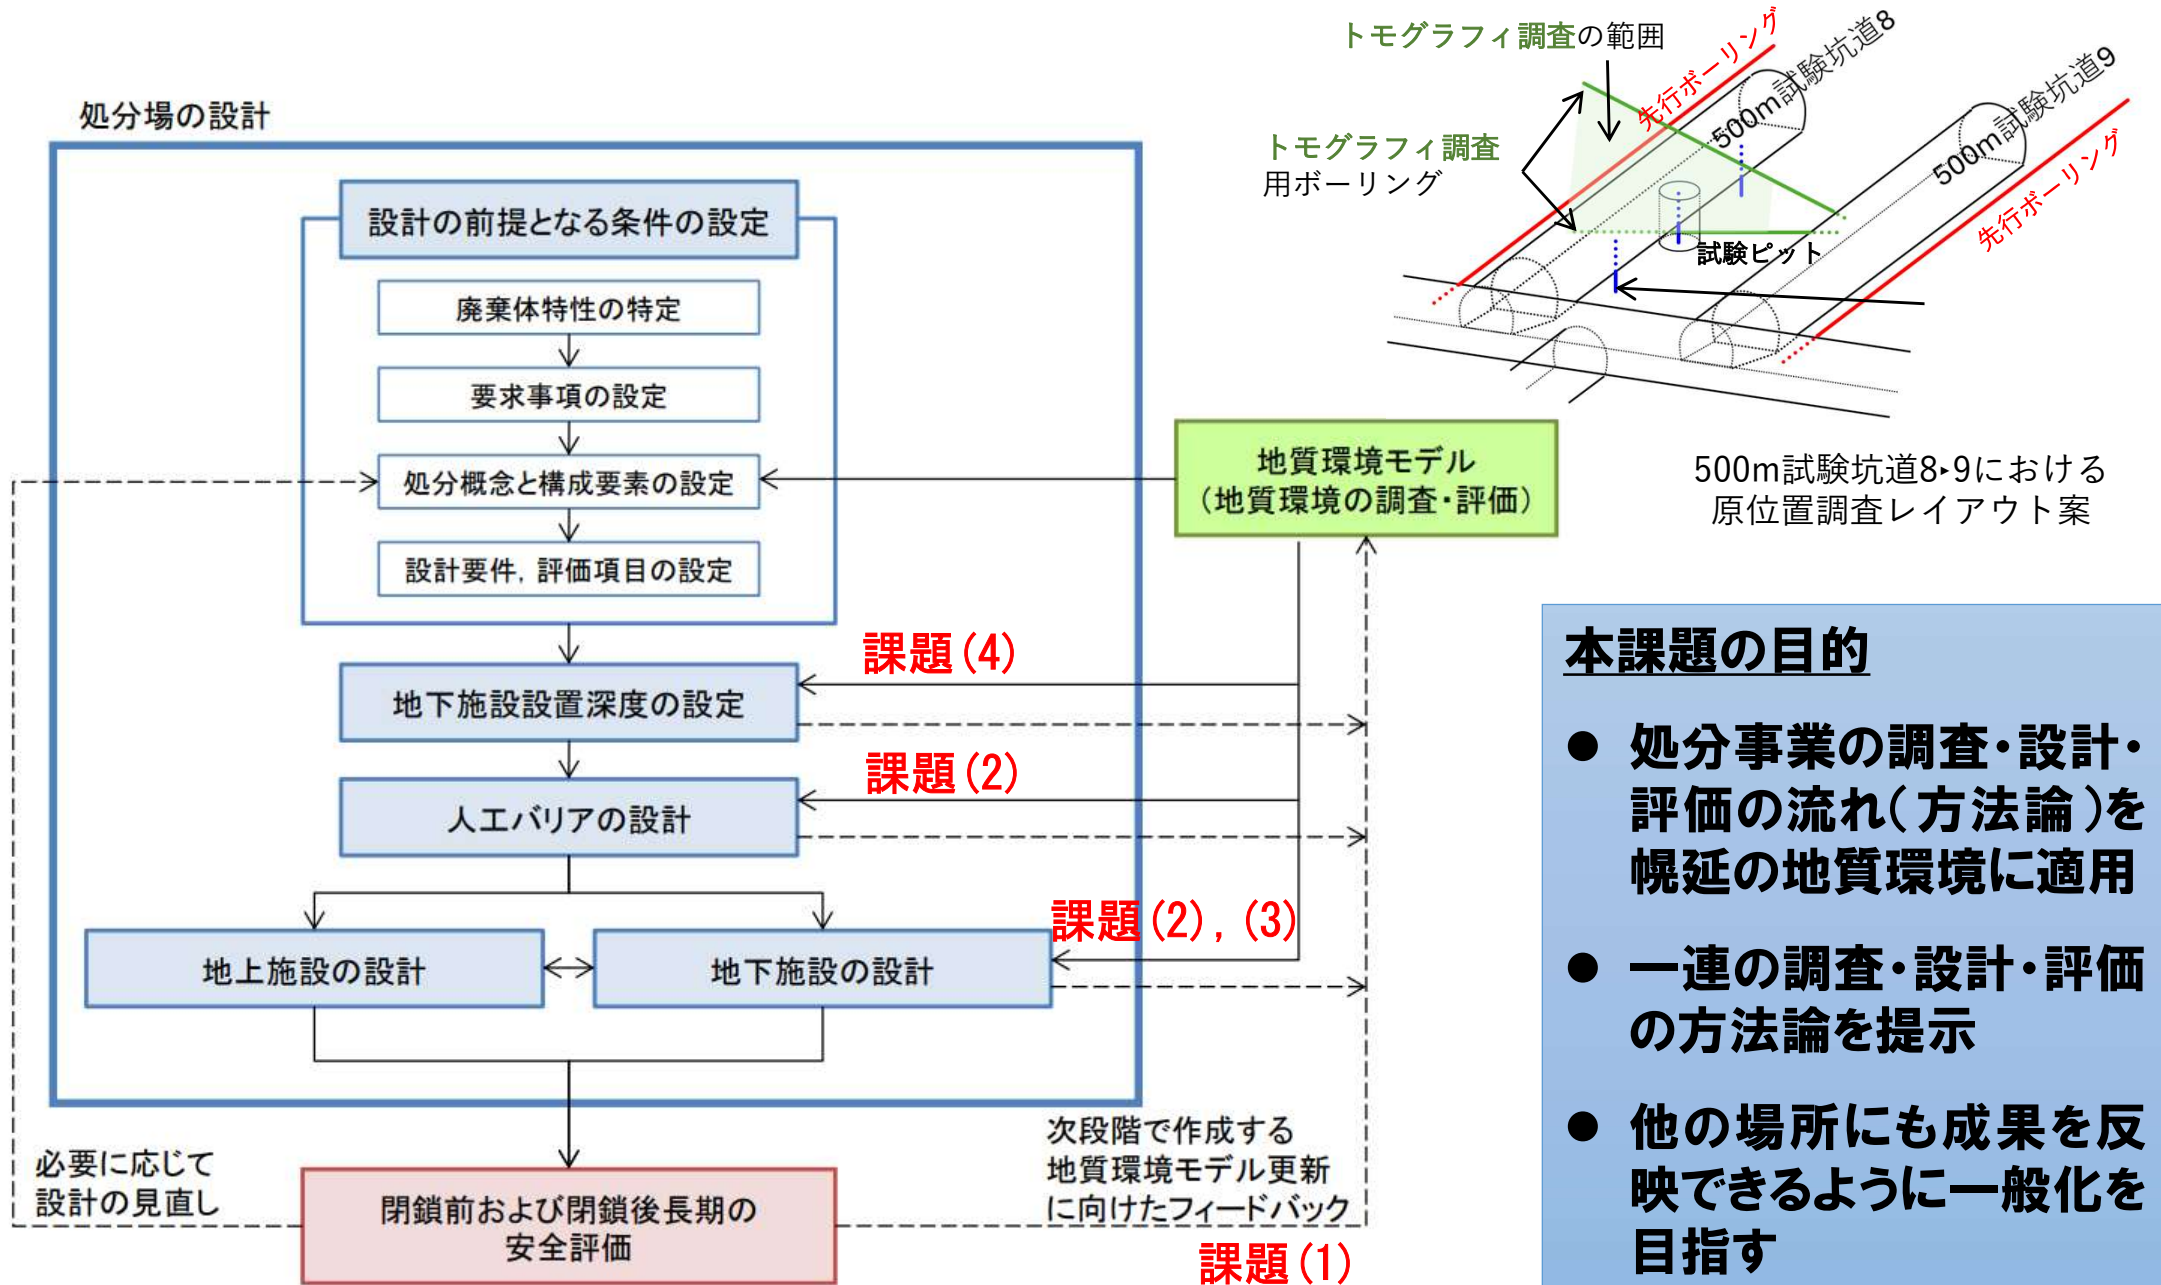 処分場の設計
設計の前提となる条件の設定
廃棄体特性の特定
要求事項の設定
処分概念と構成要素の設定
設計要件, 評価項目の設定
地下施設設置深度の設定
人工バリアの設計
地上施設の設計
地下施設の設計
閉鎖前および閉鎖後長期の
安全評価
必要に応じて
設計の見直し
次段階で作成する
地質環境モデル更新
に向けたフィードバック
課題(1)
課題(4)
課題(2)
課題(2), (3)
地質環境モデル
(地質環境の調査・評価)
トモグラフィ調査の範囲
トモグラフィ調査
用ボーリング
先行ボーリング
500m試験坑道8
500m試験坑道9
先行ボーリング
試験ピット
500m試験坑道8・9における
原位置調査レイアウト案
本課題の目的
● 処分事業の調査・設計・
評価の流れ(方法論)を
幌延の地質環境に適用
● 一連の調査・設計・評価
の方法論を提示
● 他の場所にも成果を反
映できるように一般化を
目指す